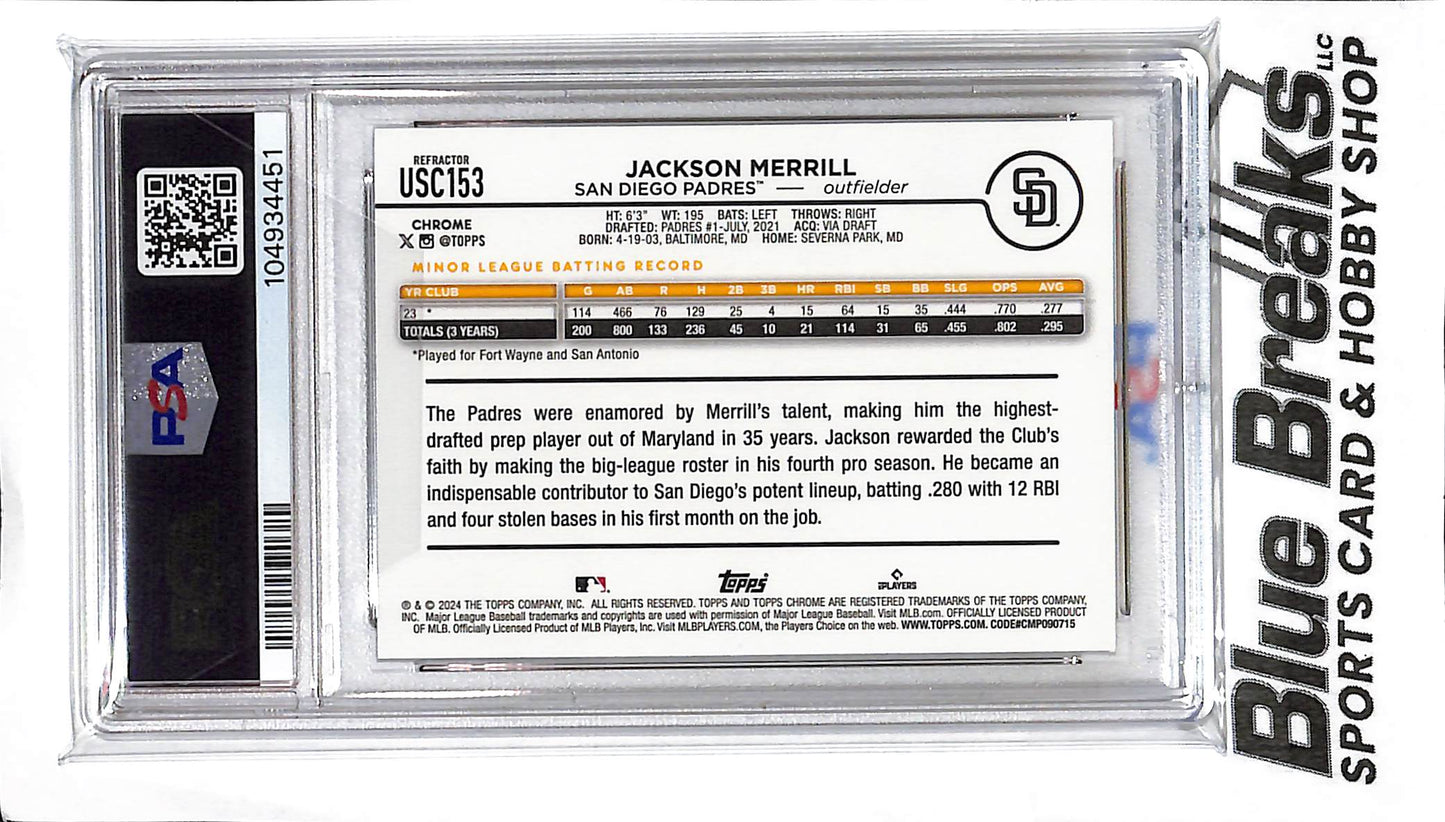 104934451
PSA
REFRACTOR
USC153
JACKSON MERRILL
SAN DIEGO PADRES™ — outfielder
SD
CHROME
@TOPPS
HT: 6'3" WT: 195 BATS: LEFT THROWS: RIGHT
DRAFTED: PADRES #1-JULY, 2021 ACQ: VIA DRAFT
BORN: 4-19-03, BALTIMORE, MD HOME: SEVERNA PARK, MD
MINOR LEAGUE BATTING RECORD
YR CLUB G AB R H 2B 3B HR RBI SB BB SLG OPS AVG
23 * 114 466 76 129 25 4 15 64 15 35 .444 .770 .277
TOTALS (3 YEARS) 200 800 133 236 45 10 21 114 31 65 .455 .802 .295
*Played for Fort Wayne and San Antonio
The Padres were enamored by Merrill's talent, making him the highest-
drafted prep player out of Maryland in 35 years. Jackson rewarded the Club's
faith by making the big-league roster in his fourth pro season. He became an
indispensable contributor to San Diego's potent lineup, batting .280 with 12 RBI
and four stolen bases in his first month on the job.
topps
PLAYERS
® & © 2024 THE TOPPS COMPANY, INC. ALL RIGHTS RESERVED. TOPPS AND TOPPS CHROME ARE REGISTERED TRADEMARKS OF THE TOPPS COMPANY,
INC. Major League Baseball trademarks and copyrights are used with permission of Major League Baseball. Visit MLB.com. OFFICIALLY LICENSED PRODUCT
OF MLB. Officially Licensed Product of MLB Players, Inc. Visit MLBPLAYERS.COM, the Players Choice on the web. WWW.TOPPS.COM. CODE#CMP090715
Blue Breaks LLC
SPORTS CARD & HOBBY SHOP